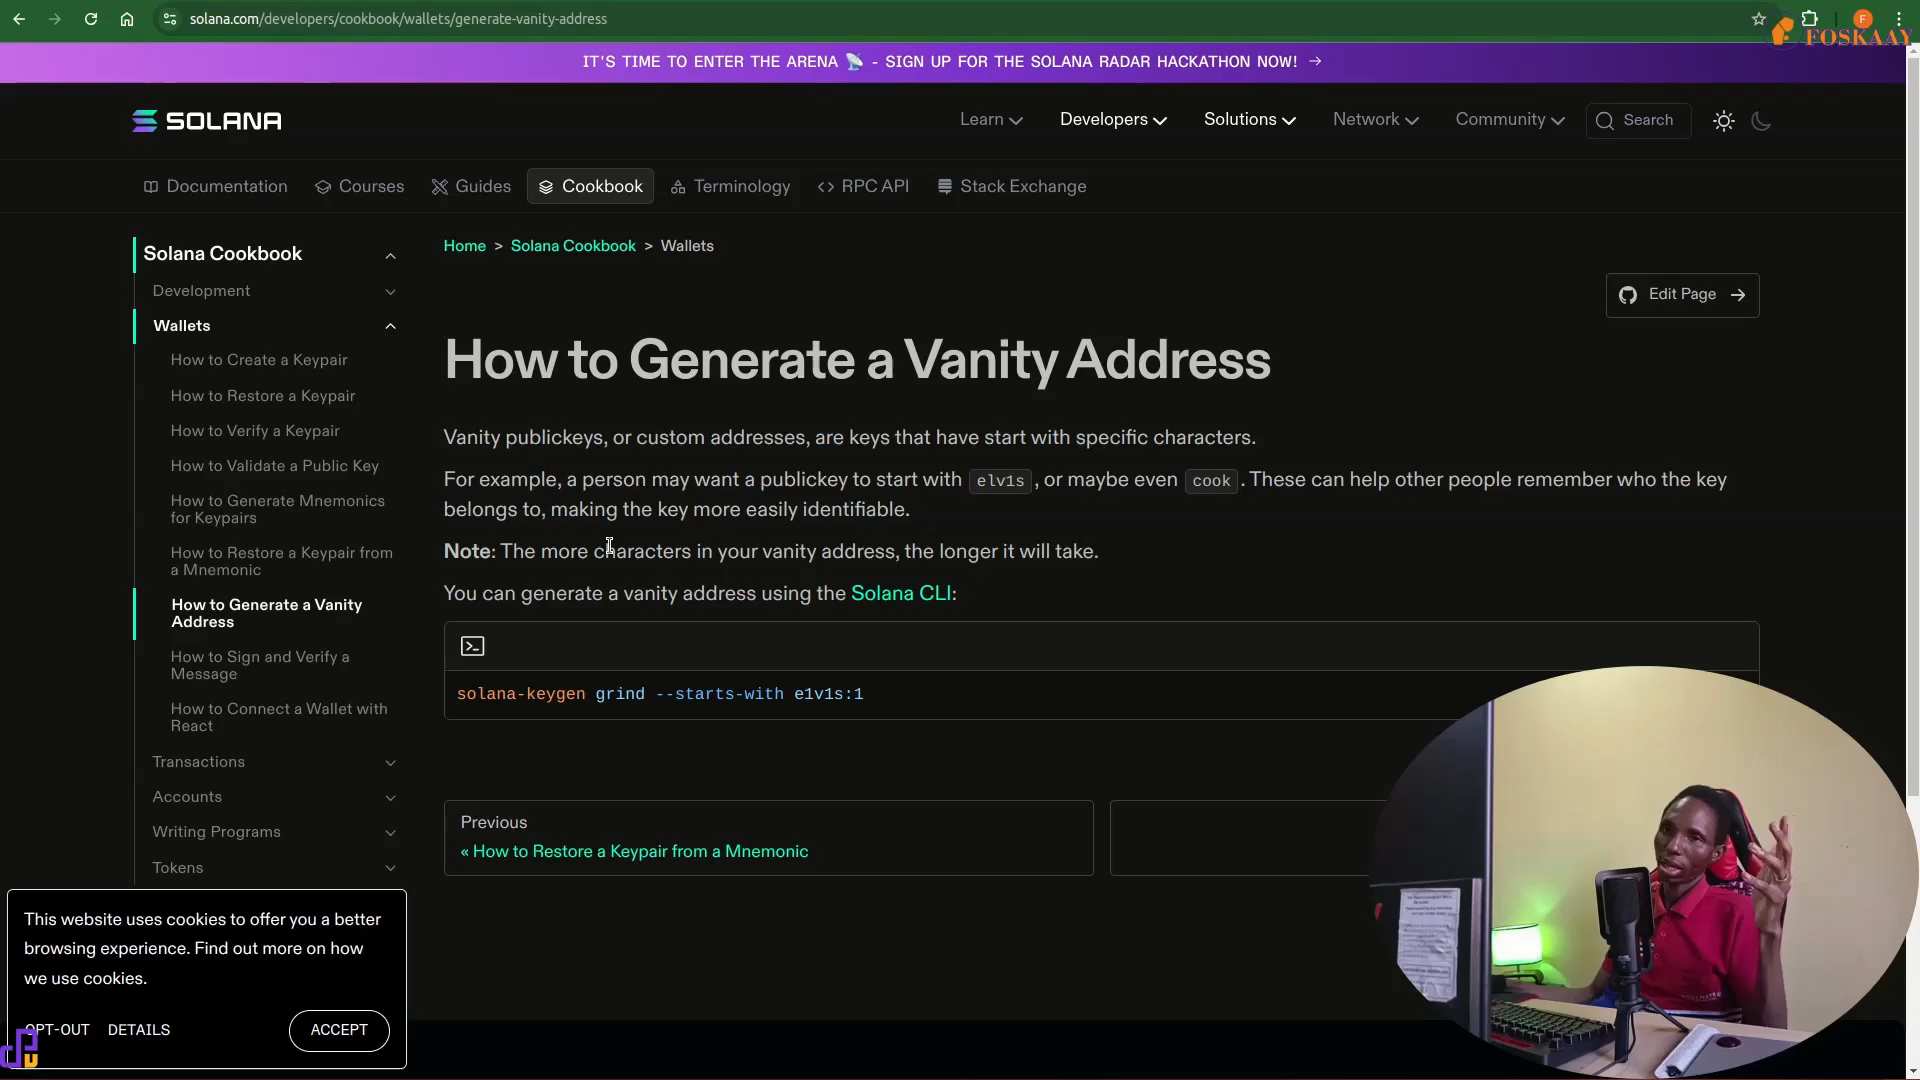 solana.com/developers/cookbook/wallets/generate-vanity-address
F
FOSKAAY
IT'S TIME TO ENTER THE ARENA 📡 - SIGN UP FOR THE SOLANA RADAR HACKATHON NOW! →
SOLANA
Learn
Developers
Solutions
Network
Community
Search
Documentation
Courses
Guides
Cookbook
Terminology
RPC API
Stack Exchange
Solana Cookbook
Development
Wallets
How to Create a Keypair
How to Restore a Keypair
How to Verify a Keypair
How to Validate a Public Key
How to Generate Mnemonics
for Keypairs
How to Restore a Keypair from
a Mnemonic
How to Generate a Vanity
Address
How to Sign and Verify a
Message
How to Connect a Wallet with
React
Transactions
Accounts
Writing Programs
Tokens
Home > Solana Cookbook > Wallets
Edit Page →
How to Generate a Vanity Address
Vanity publickeys, or custom addresses, are keys that have start with specific characters.
For example, a person may want a publickey to start with elv1s, or maybe even cook. These can help other people remember who the key
belongs to, making the key more easily identifiable.
Note: The more characters in your vanity address, the longer it will take.
You can generate a vanity address using the Solana CLI:
solana-keygen grind --starts-with e1v1s:1
Previous
« How to Restore a Keypair from a Mnemonic
This website uses cookies to offer you a better
browsing experience. Find out more on how
we use cookies.
OPT-OUT
DETAILS
ACCEPT